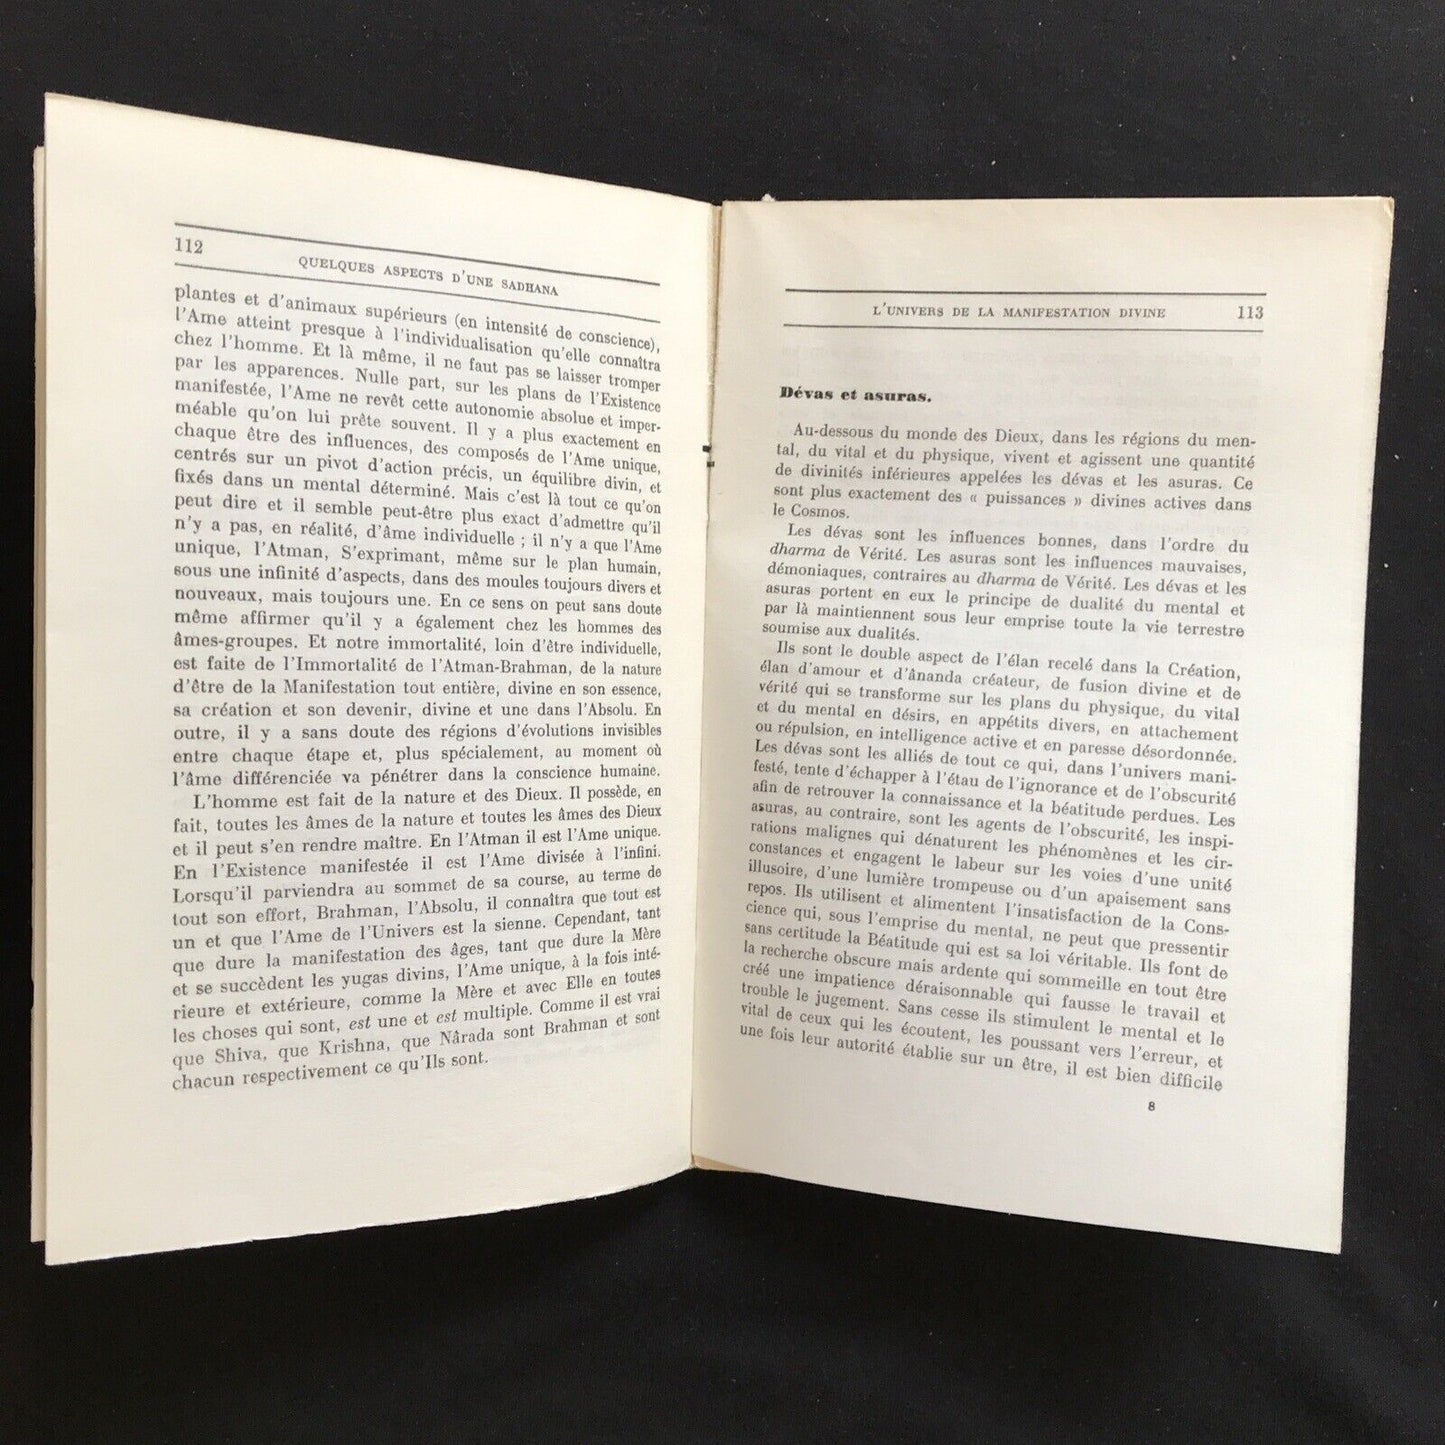 112
QUELQUES ASPECTS D'UNE SADHANA
plantes et d'animaux supérieurs (en intensité de conscience),
l'Ame atteint presque à l'individualisation qu'elle connaîtra
chez l'homme. Et là même, il ne faut pas se laisser tromper
par les apparences. Nulle part, sur les plans de l'Existence
manifestée, l'Ame ne revêt cette autonomie absolue et imper-
méable qu'on lui prête souvent. Il y a plus exactement en
chaque être des influences, des composés de l'Ame unique,
centrés sur un pivot d'action précis, un équilibre divin, et
fixés dans un mental déterminé. Mais c'est là tout ce qu'on
peut dire et il semble peut-être plus exact d'admettre qu'il
n'y a pas, en réalité, d'âme individuelle ; il n'y a que l'Ame
unique, l'Atman, S'exprimant, même sur le plan humain,
sous une infinité d'aspects, dans des moules toujours divers et
nouveaux, mais toujours une. En ce sens on peut sans doute
même affirmer qu'il y a également chez les hommes des
âmes-groupes. Et notre immortalité, loin d'être individuelle,
est faite de l'Immortalité de l'Atman-Brahman, de la nature
d'être de la Manifestation tout entière, divine en son essence,
sa création et son devenir, divine et une dans l'Absolu. En
outre, il y a sans doute des régions d'évolutions invisibles
entre chaque étape et, plus spécialement, au moment où
l'âme différenciée va pénétrer dans la conscience humaine.
L'homme est fait de la nature et des Dieux. Il possède, en
fait, toutes les âmes de la nature et toutes les âmes des Dieux
et il peut s'en rendre maître. En l'Atman il est l'Ame unique.
En l'Existence manifestée il est l'Ame divisée à l'infini.
Lorsqu'il parviendra au sommet de sa course, au terme de
tout son effort, Brahman, l'Absolu, il connaîtra que tout est
un et que l'Ame de l'Univers est la sienne. Cependant, tant
que dure la manifestation des âges, tant que dure la Mère
et se succèdent les yugas divins, l'Ame unique, à la fois inté-
rieure et extérieure, comme la Mère et avec Elle en toutes
les choses qui sont, est une et est multiple. Comme il est vrai
que Shiva, que Krishna, que Nârada sont Brahman et sont
chacun respectivement ce qu'Ils sont.
L'UNIVERS DE LA MANIFESTATION DIVINE 113
Dévas et asuras.
Au-dessous du monde des Dieux, dans les régions du men-
tal, du vital et du physique, vivent et agissent une quantité
de divinités inférieures appelées les dévas et les asuras. Ce
sont plus exactement des « puissances » divines actives dans
le Cosmos.
Les dévas sont les influences bonnes, dans l'ordre du
dharma de Vérité. Les asuras sont les influences mauvaises,
démoniaques, contraires au dharma de Vérité. Les dévas et les
asuras portent en eux le principe de dualité du mental et
par là maintiennent sous leur emprise toute la vie terrestre
soumise aux dualités.
Ils sont le double aspect de l'élan recelé dans la Création,
élan d'amour et d'ânanda créateur, de fusion divine et de
vérité qui se transforme sur les plans du physique, du vital
et du mental en désirs, en appétits divers, en attachement
ou répulsion, en intelligence active et en paresse désordonnée.
Les dévas sont les alliés de tout ce qui, dans l'univers mani-
festé, tente d'échapper à l'étau de l'ignorance et de l'obscurité
afin de retrouver la connaissance et la béatitude perdues. Les
asuras, au contraire, sont les agents de l'obscurité, les inspi-
rations malignes qui dénaturent les phénomènes et les cir-
constances et engagent le labeur sur les voies d'une unité
illusoire, d'une lumière trompeuse ou d'un apaisement sans
repos. Ils utilisent et alimentent l'insatisfaction de la Cons-
cience qui, sous l'emprise du mental, ne peut que pressentir
sans certitude la Béatitude qui est sa loi véritable. Ils font de
la recherche obscure mais ardente qui sommeille en tout être
créé une impatience déraisonnable qui fausse le travail et
trouble le jugement. Sans cesse ils stimulent le mental et le
vital de ceux qui les écoutent, les poussant vers l'erreur, et
une fois leur autorité établie sur un être, il est bien difficile
8